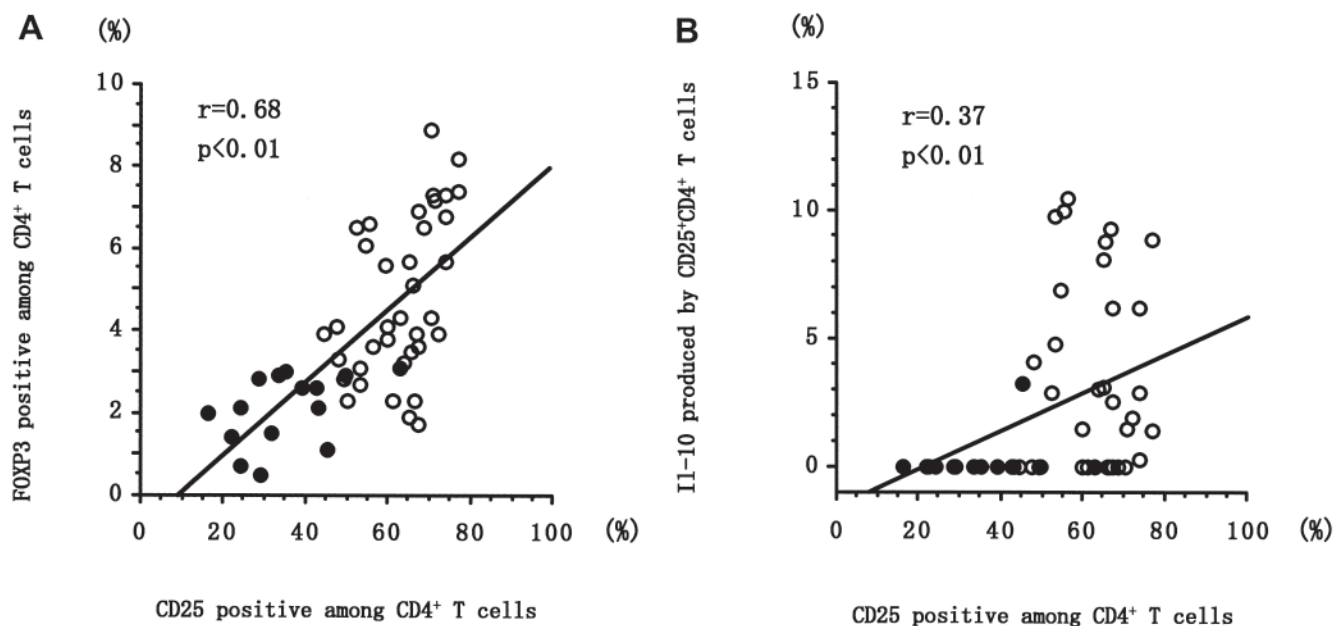 A
(%)
FOXP3 positive among CD4⁺ T cells
10
8
6
4
2
0
r=0.68
p<0.01
0 20 40 60 80 100 (%)
CD25 positive among CD4⁺ T cells
B
(%)
Il-10 produced by CD25⁺CD4⁺ T cells
15
10
5
0
r=0.37
p<0.01
0 20 40 60 80 100 (%)
CD25 positive among CD4⁺ T cells